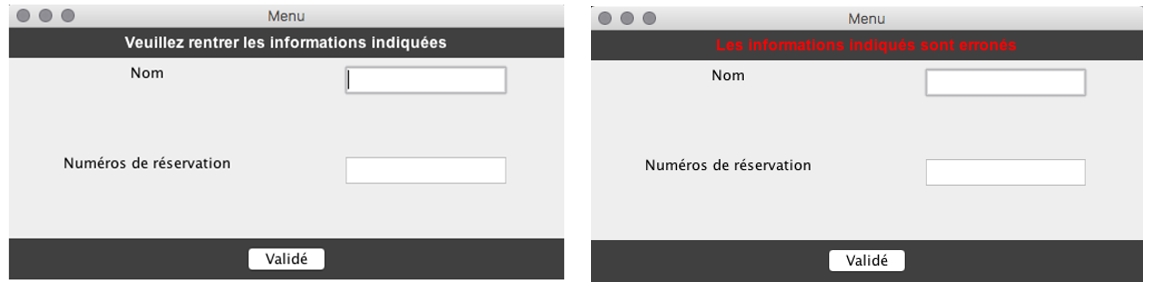 Menu
Veuillez rentrer les informations indiquées
Nom
Numéros de réservation
Validé
Menu
Les informations indiqués sont erronés
Nom
Numéros de réservation
Validé